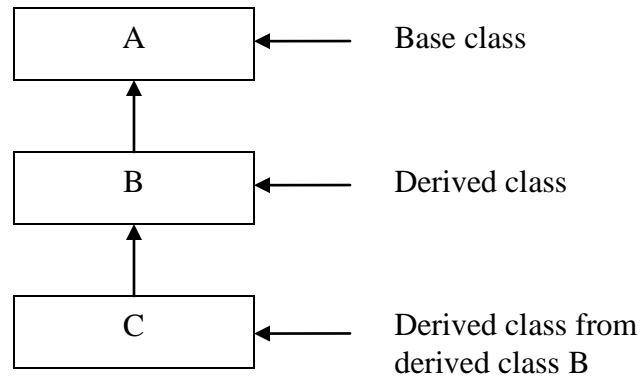 A
Base class
B
Derived class
C
Derived class from
derived class B